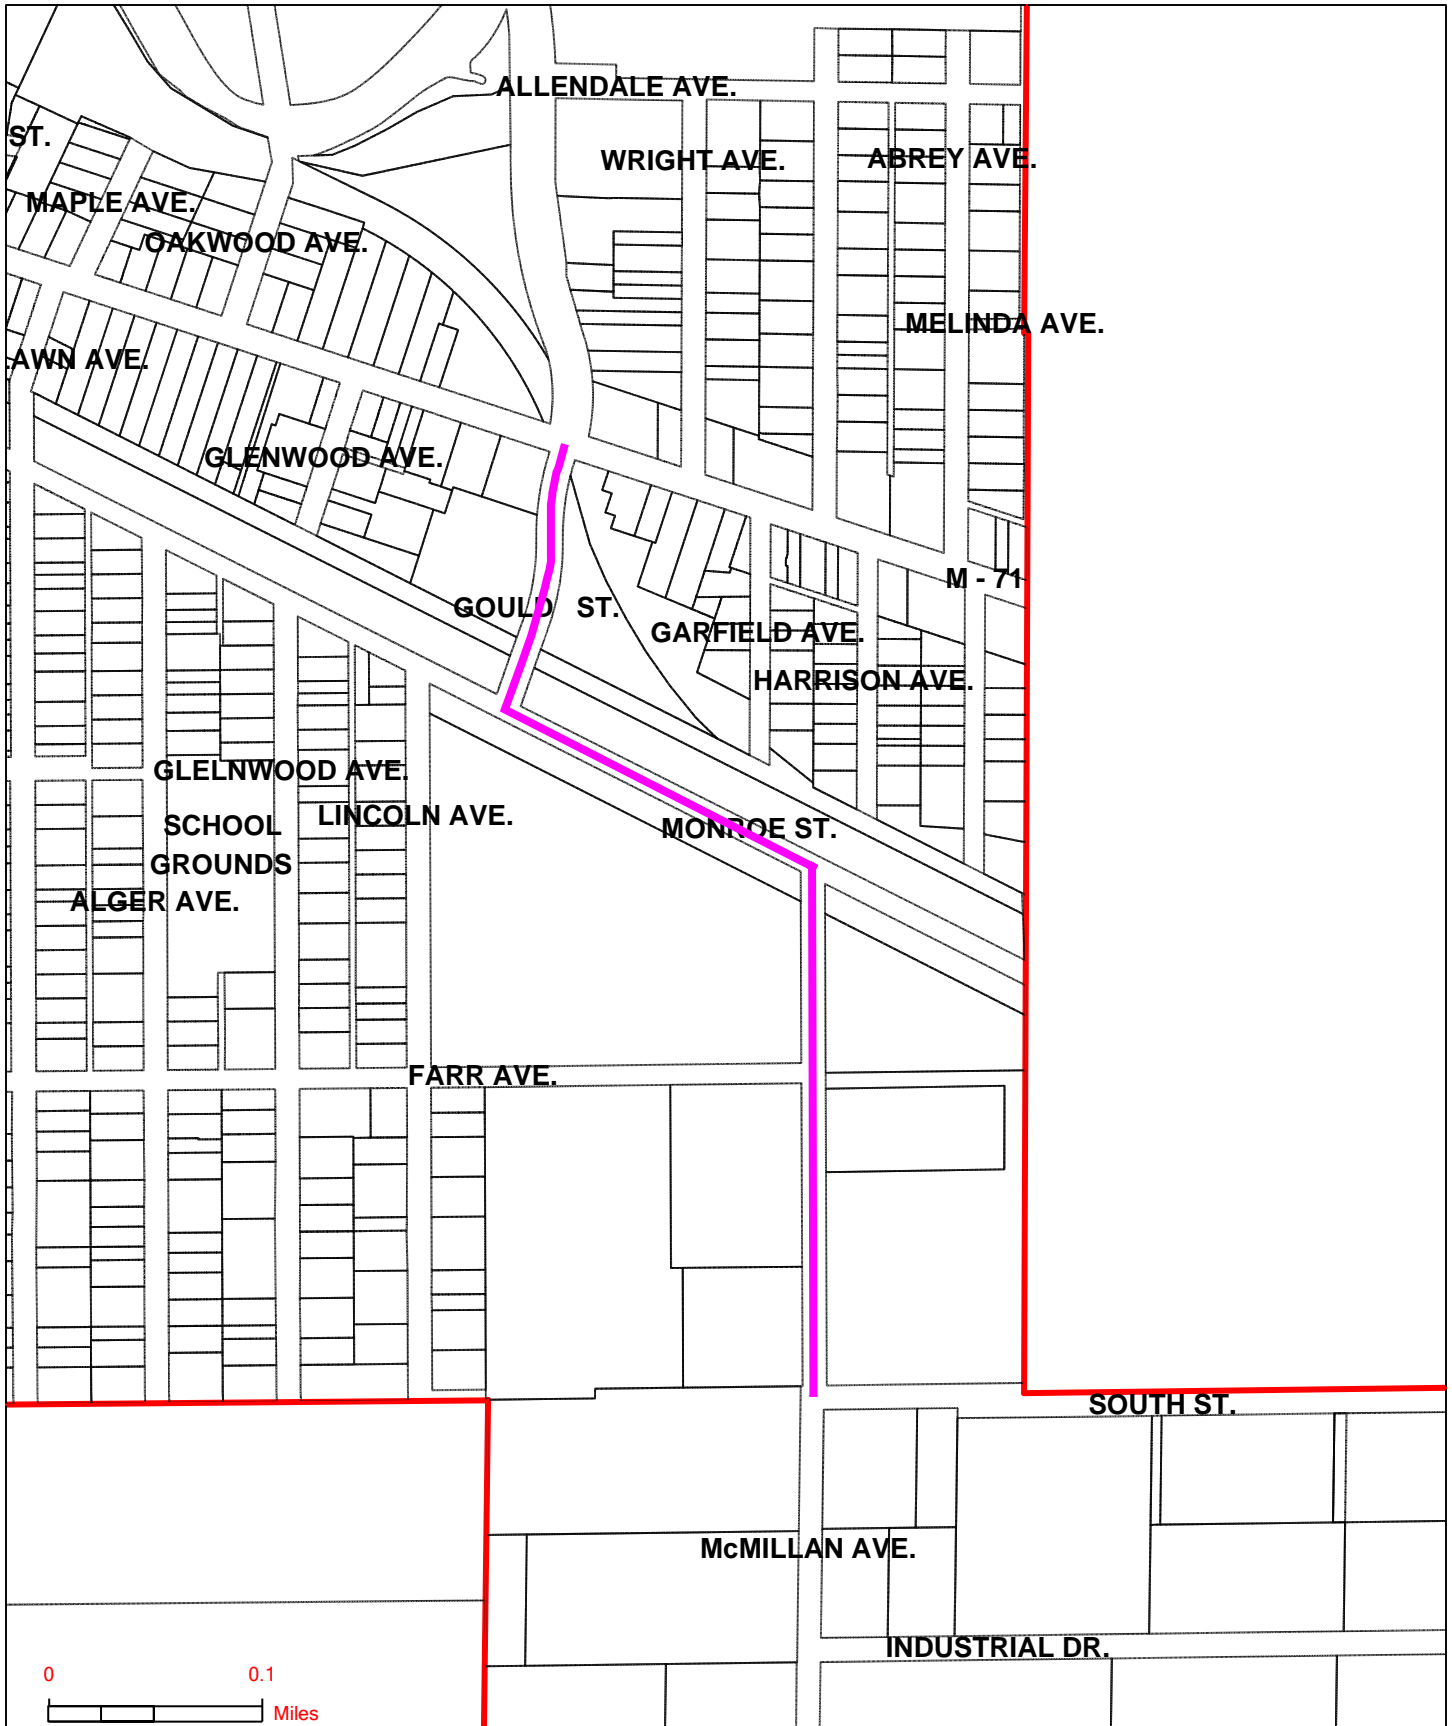 ALLENDALE AVE.
ST.
WRIGHT AVE.
ABREY AVE.
MAPLE AVE.
OAKWOOD AVE.
MELINDA AVE.
AWN AVE.
GLENWOOD AVE.
M - 71
GOULD ST.
GARFIELD AVE.
HARRISON AVE.
GLELNWOOD AVE.
LINCOLN AVE.
SCHOOL
GROUNDS
MONROE ST.
ALGER AVE.
FARR AVE.
SOUTH ST.
McMILLAN AVE.
INDUSTRIAL DR.
0 0.1
Miles